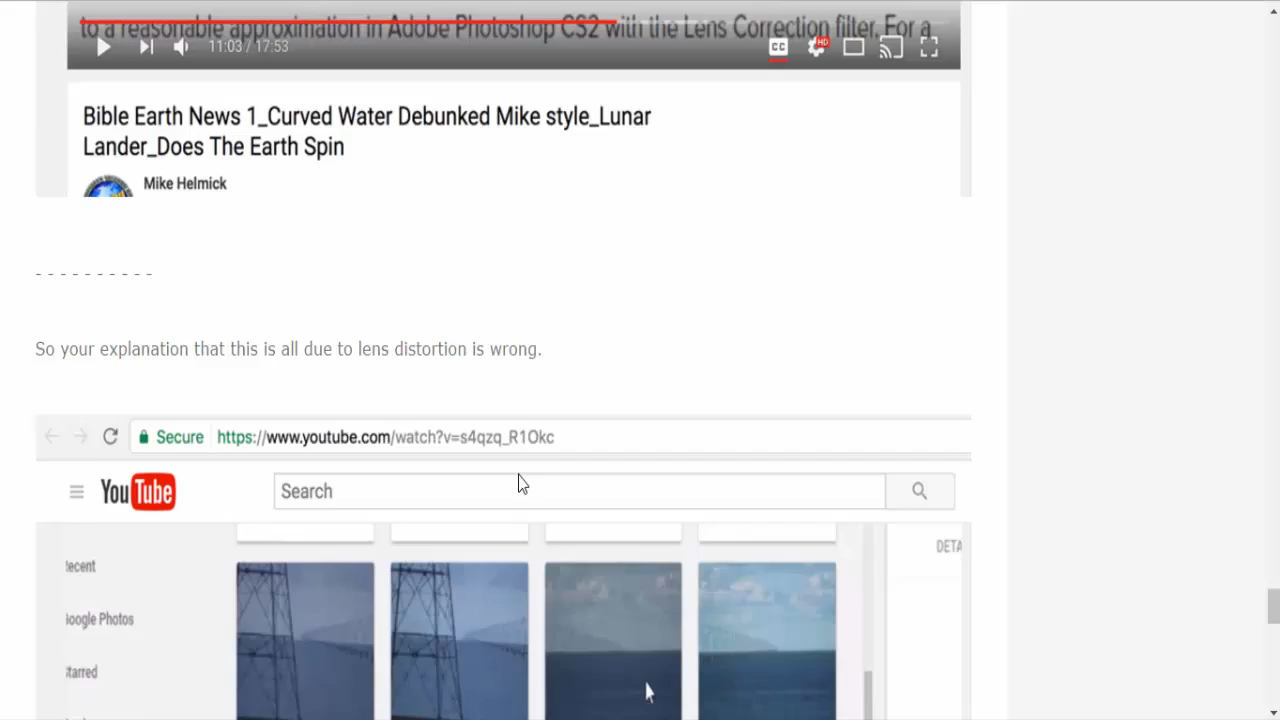 to a reasonable approximation in Adobe Photoshop CS2 with the Lens Correction filter. For a
11:03 / 17:53
CC
HD
Bible Earth News 1_Curved Water Debunked Mike style_Lunar
Lander_Does The Earth Spin
Mike Helmick
- - - - - - - - - -
So your explanation that this is all due to lens distortion is wrong.
Secure https://www.youtube.com/watch?v=s4qzq_R1Okc
YouTube
Search
DETA
ecent
oogle Photos
tarred